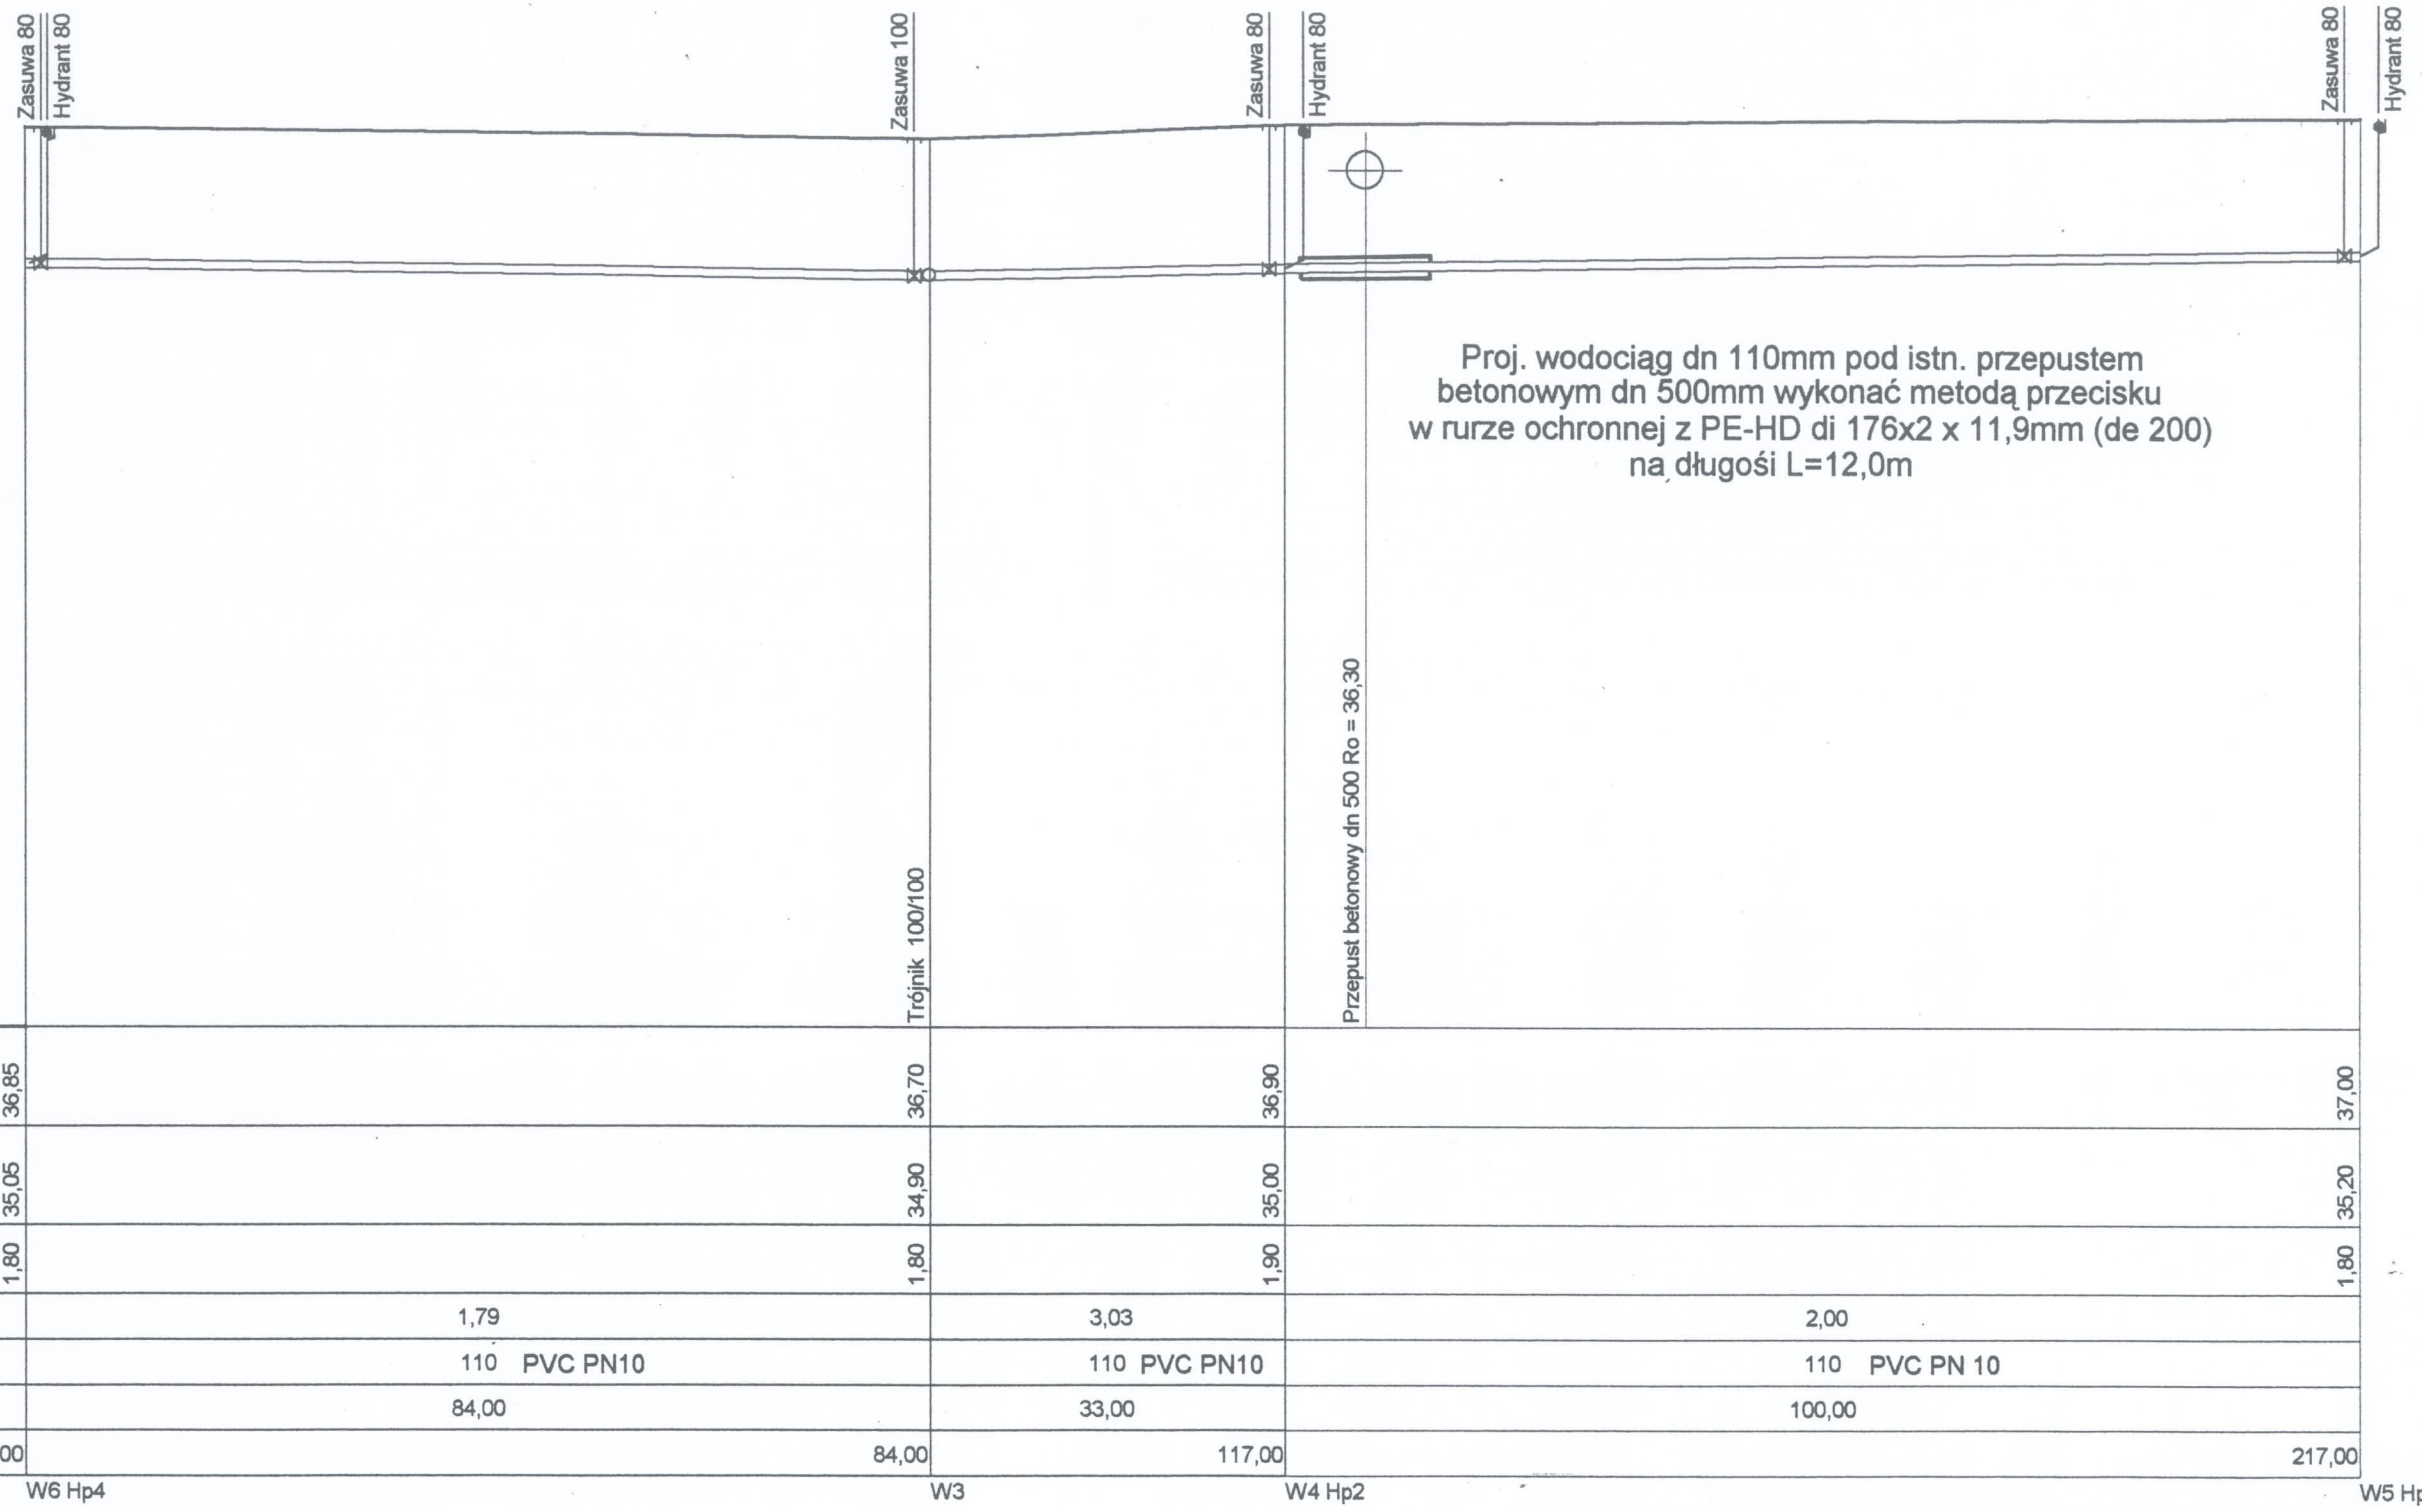 Zasuwa 80
Hydrant 80
Zasuwa 100
Zasuwa 80
Hydrant 80
Zasuwa 80
Hydrant 80
Proj. wodociąg dn 110mm pod istn. przepustem
betonowym dn 500mm wykonać metodą przecisku
w rurze ochronnej z PE-HD di 176x2 x 11,9mm (de 200)
na długośi L=12,0m
Trójnik 100/100
Przepust betonowy dn 500 Ro = 36,30
36,85
36,70
36,90
37,00
35,05
34,90
35,00
35,20
1,80
1,80
1,90
1,80
1,79
3,03
2,00
110 PVC PN10
110 PVC PN10
110 PVC PN 10
84,00
33,00
100,00
00
84,00
117,00
217,00
W6 Hp4
W3
W4 Hp2
W5 Hp